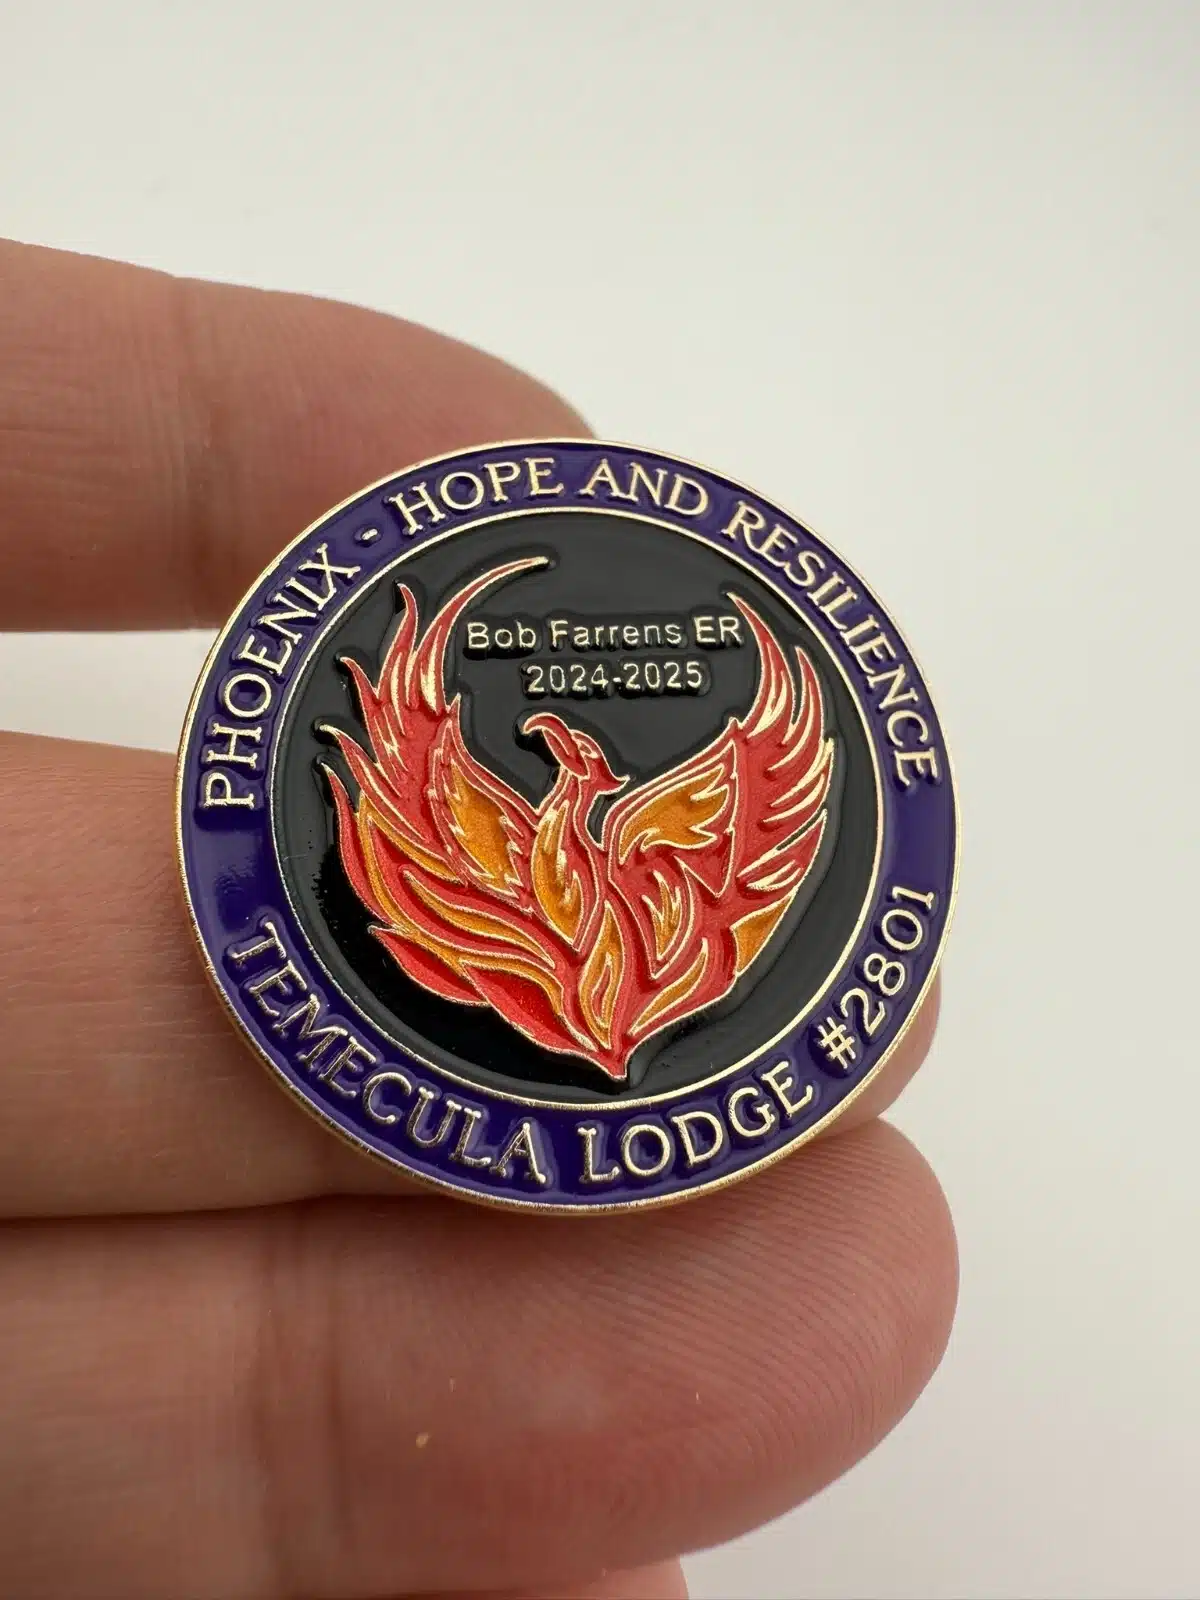 PHOENIX - HOPE AND RESILIENCE
Bob Farrens ER
2024-2025
TEMECULA LODGE #2801